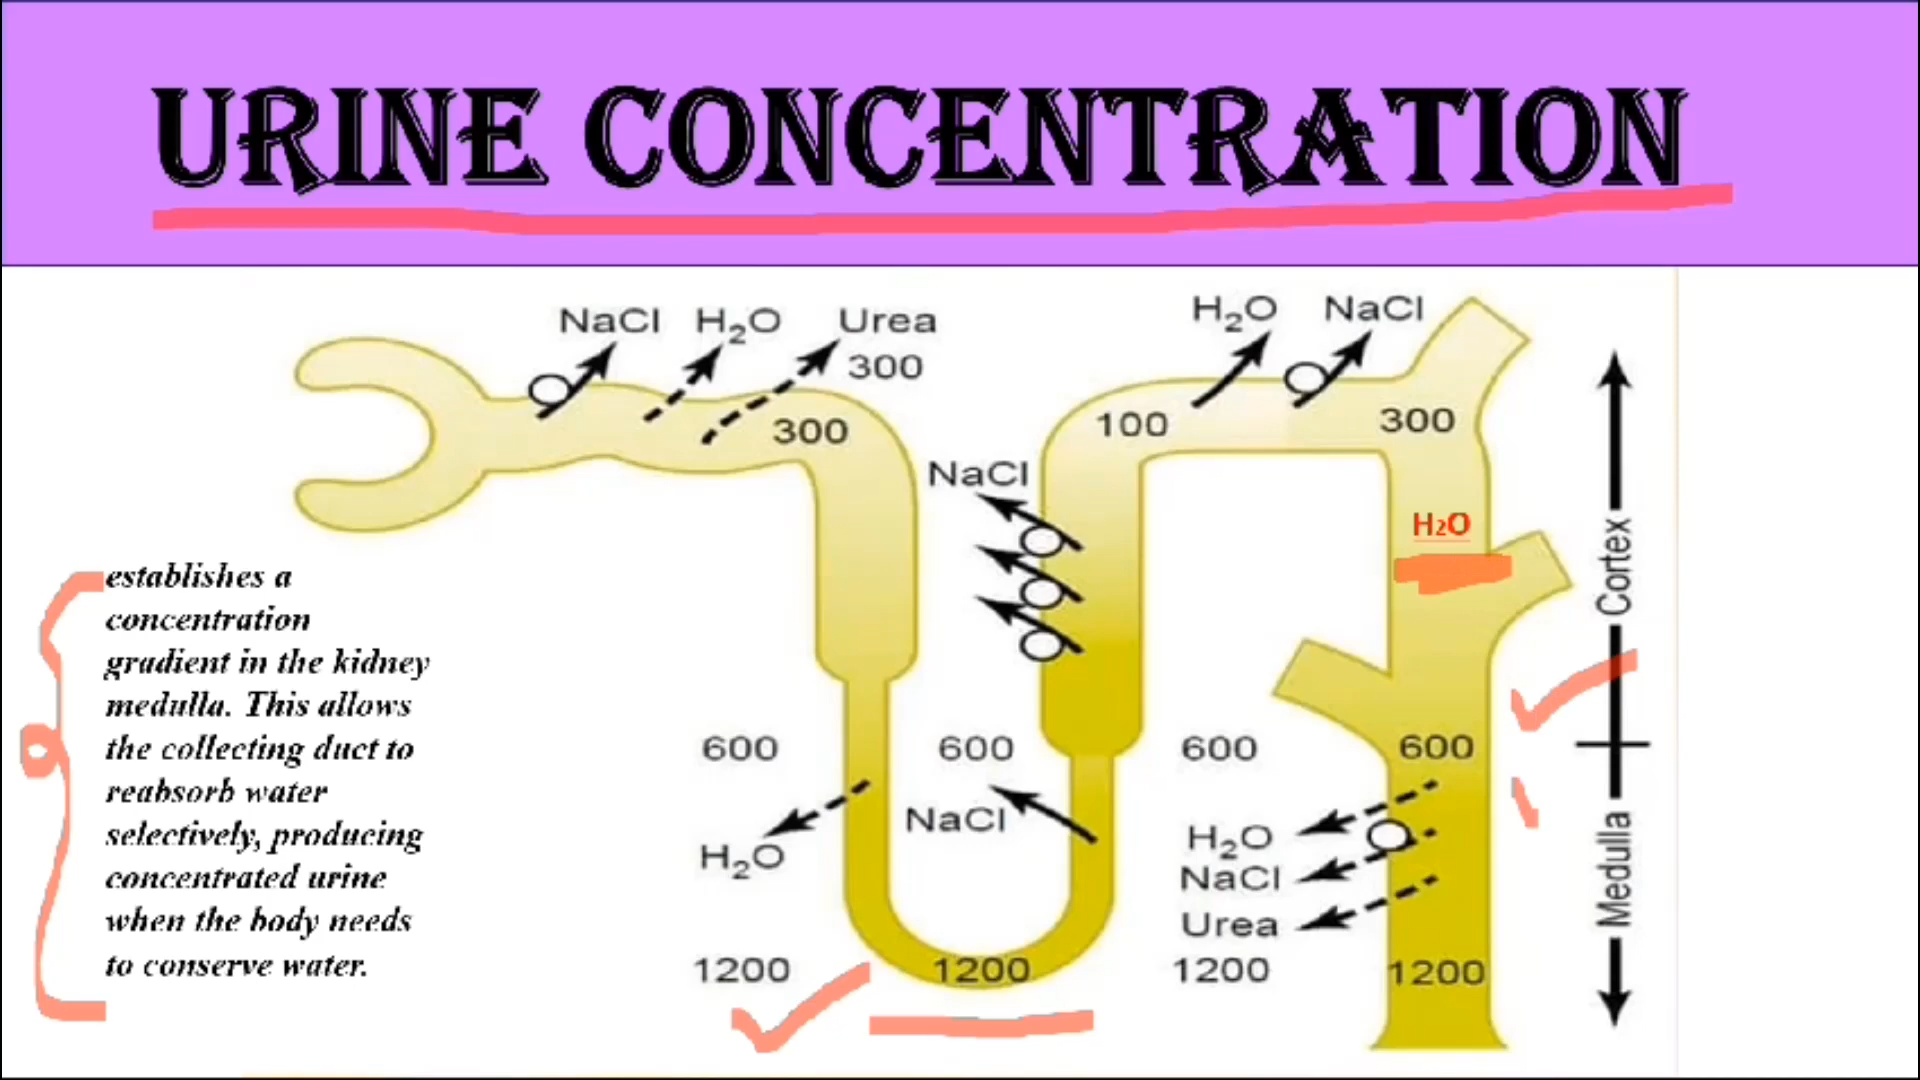 URINE CONCENTRATION
NaCl H₂O Urea
300
300
H₂O NaCl
100
300
NaCl
H₂O
establishes a
concentration
gradient in the kidney
medulla. This allows
the collecting duct to
reabsorb water
selectively, producing
concentrated urine
when the body needs
to conserve water.
600 600 600 600
H₂O
NaCl
H₂O
NaCl
Urea
1200 1200 1200 1200
Cortex
Medulla